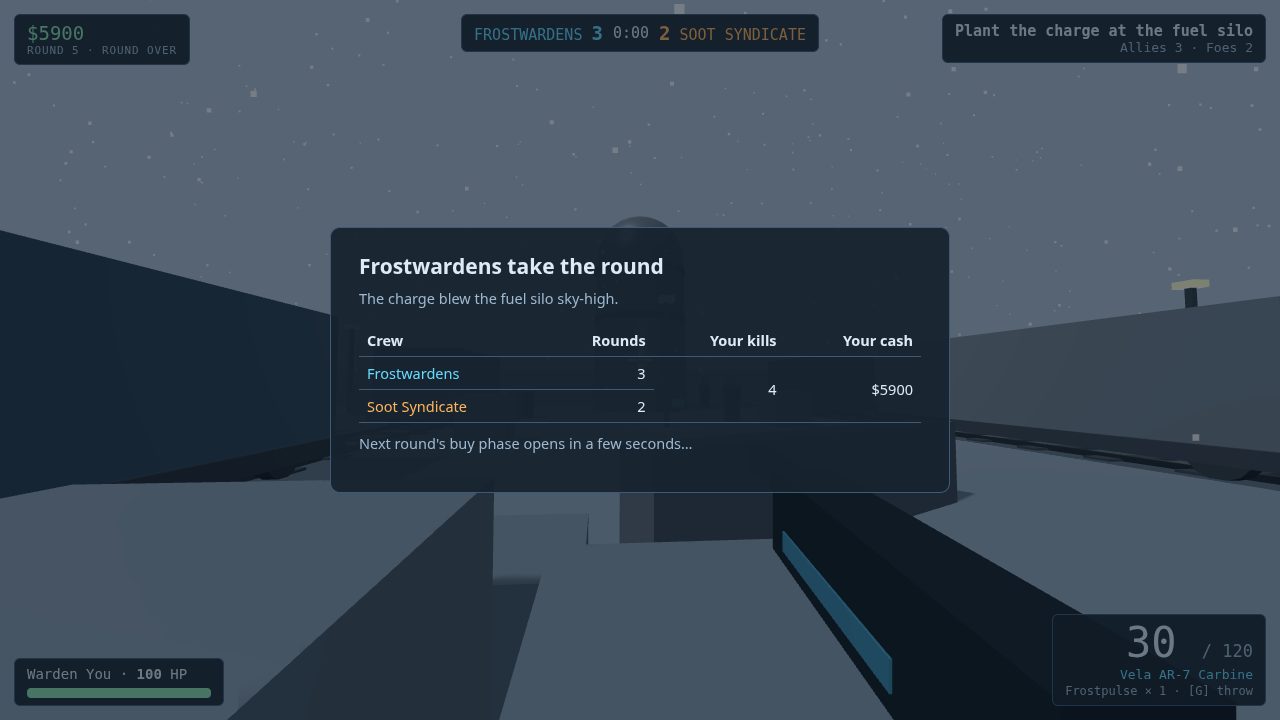 $5900
ROUND 5 · ROUND OVER
FROSTWARDENS 3 0:00 2 SOOT SYNDICATE
Plant the charge at the fuel silo
Allies 3 · Foes 2
Frostwardens take the round
The charge blew the fuel silo sky-high.
Crew Rounds Your kills Your cash
Frostwardens 3
4 $5900
Soot Syndicate 2
Next round's buy phase opens in a few seconds...
Warden You · 100 HP
30 / 120
Vela AR-7 Carbine
Frostpulse × 1 · [G] throw